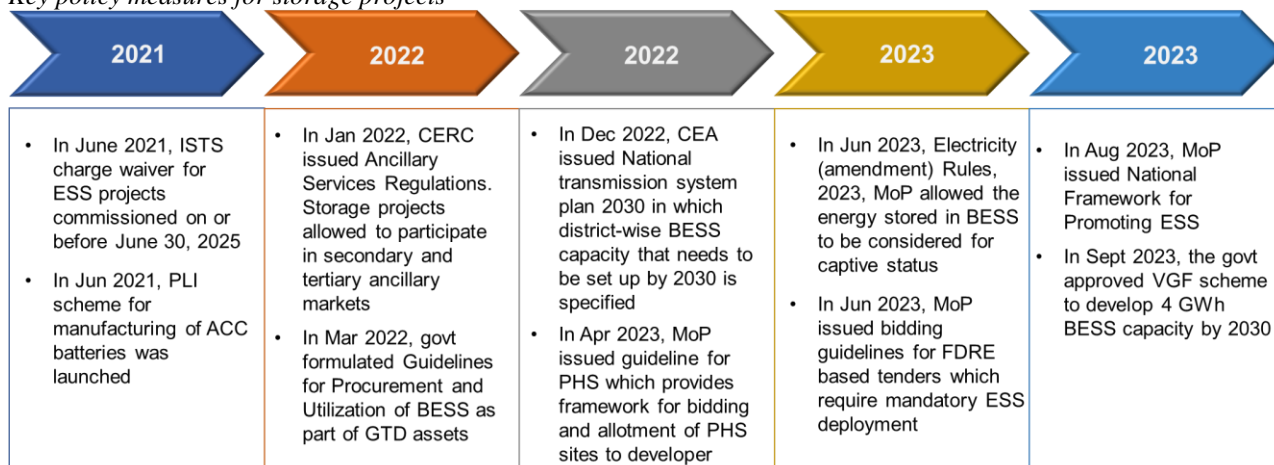 Key policy measures for storage projects
2021
2022
2022
2023
2023
• In June 2021, ISTS
charge waiver for
ESS projects
commissioned on or
before June 30, 2025
• In Jun 2021, PLI
scheme for
manufacturing of ACC
batteries was
launched
• In Jan 2022, CERC
issued Ancillary
Services Regulations.
Storage projects
allowed to participate
in secondary and
tertiary ancillary
markets
• In Mar 2022, govt
formulated Guidelines
for Procurement and
Utilization of BESS as
part of GTD assets
• In Dec 2022, CEA
issued National
transmission system
plan 2030 in which
district-wise BESS
capacity that needs to
be set up by 2030 is
specified
• In Apr 2023, MoP
issued guideline for
PHS which provides
framework for bidding
and allotment of PHS
sites to developer
• In Jun 2023, Electricity
(amendment) Rules,
2023, MoP allowed the
energy stored in BESS
to be considered for
captive status
• In Jun 2023, MoP
issued bidding
guidelines for FDRE
based tenders which
require mandatory ESS
deployment
• In Aug 2023, MoP
issued National
Framework for
Promoting ESS
• In Sept 2023, the govt
approved VGF scheme
to develop 4 GWh
BESS capacity by 2030